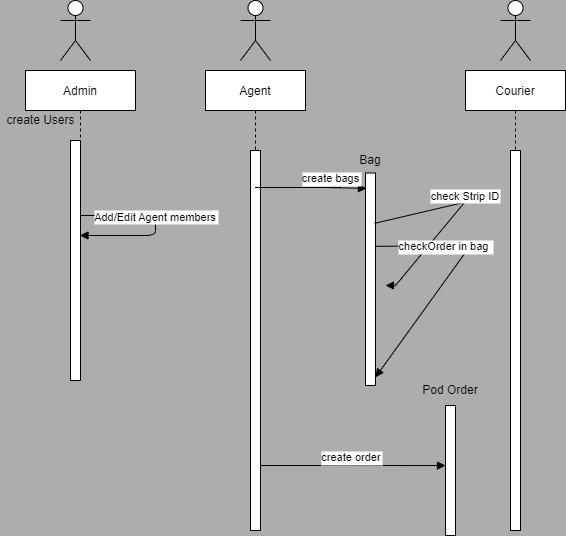 Admin
Agent
Courier
create Users
Bag
create bags
check Strip ID
Add/Edit Agent members
checkOrder in bag
Pod Order
create order